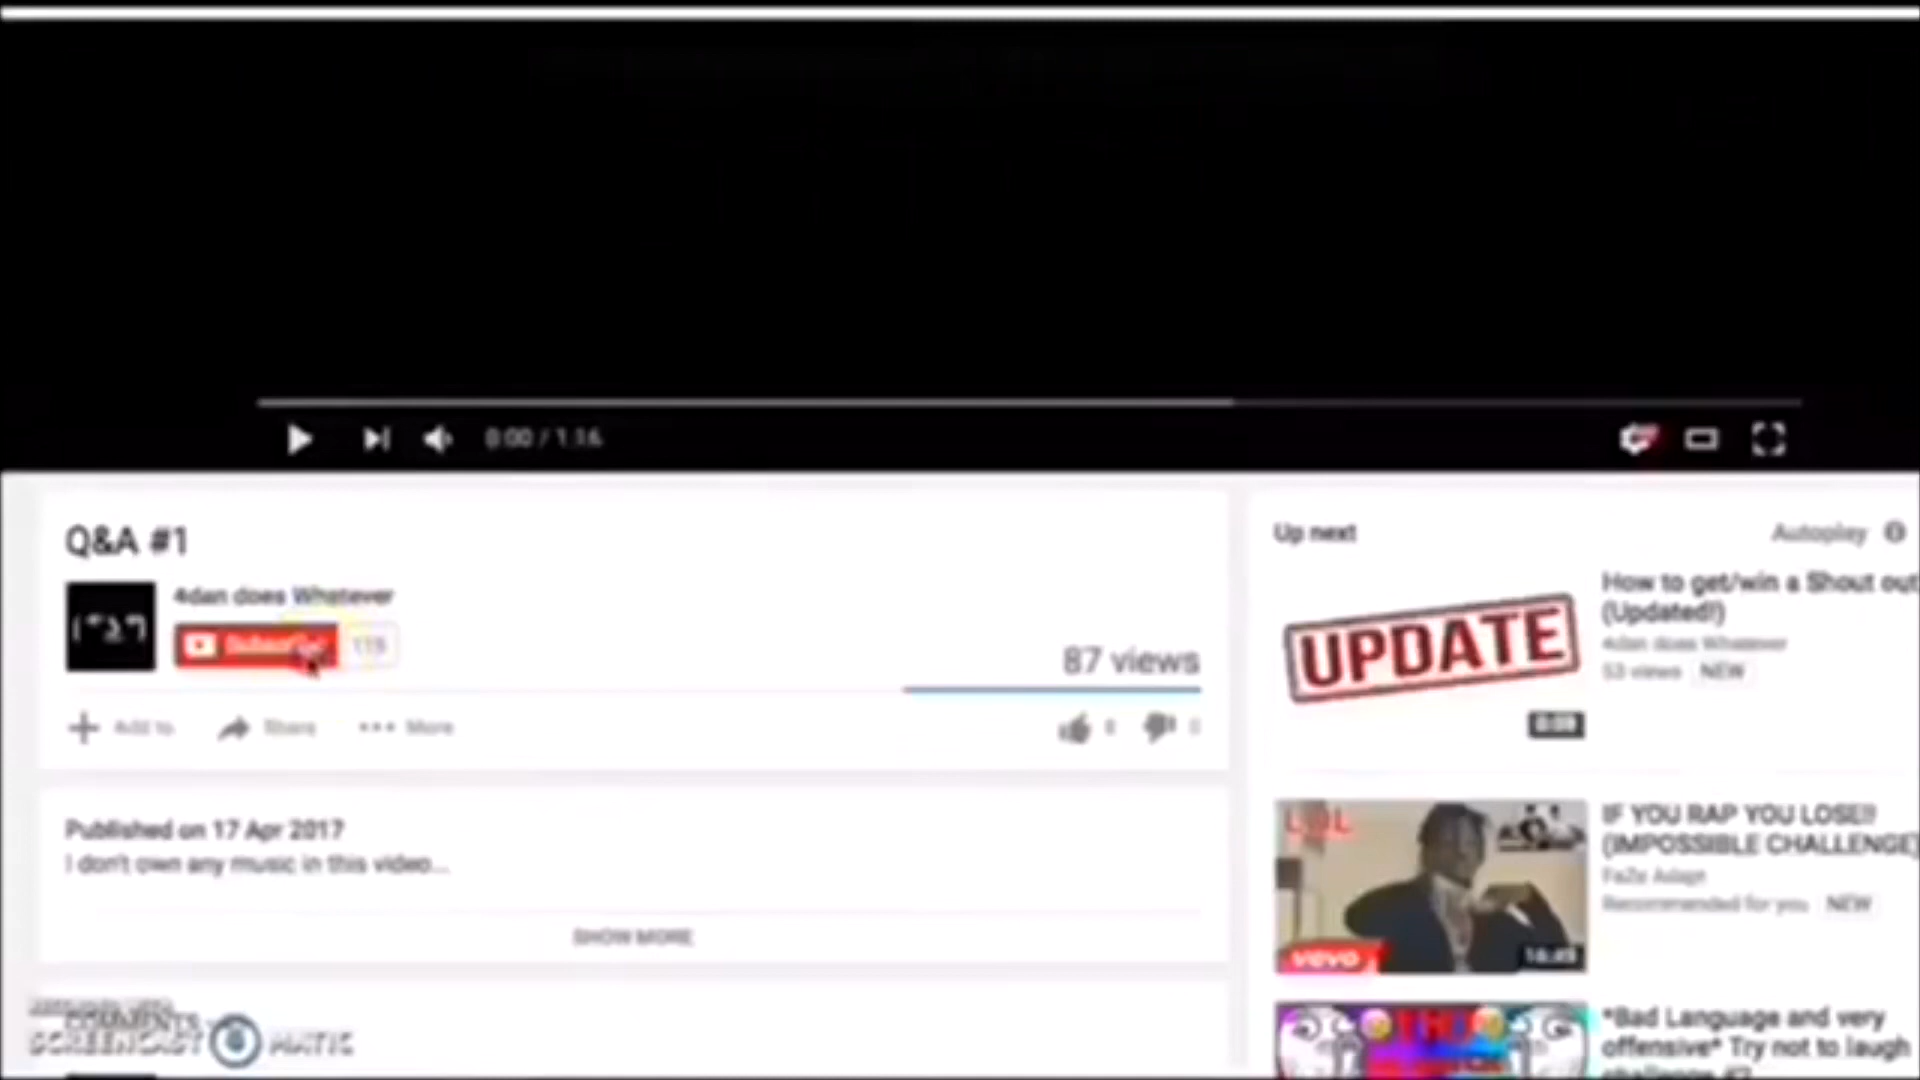 0:00 / 1:16
Q&A #1
4dan does Whatever
Subscribe
87 views
Add to
Share
More
Published on 17 Apr 2017
I don't own any music in this video...
SHOW MORE
COMMENTS
SCREENCAST MATIC
Up next
Autoplay
UPDATE
How to get/win a Shout out
(Updated!)
4dan does Whatever
53 views NEW
LOL
vevo
IF YOU RAP YOU LOSE!!
(IMPOSSIBLE CHALLENGE)
FaZe Adapt
Recommended for you NEW
*Bad Language and very
offensive* Try not to laugh